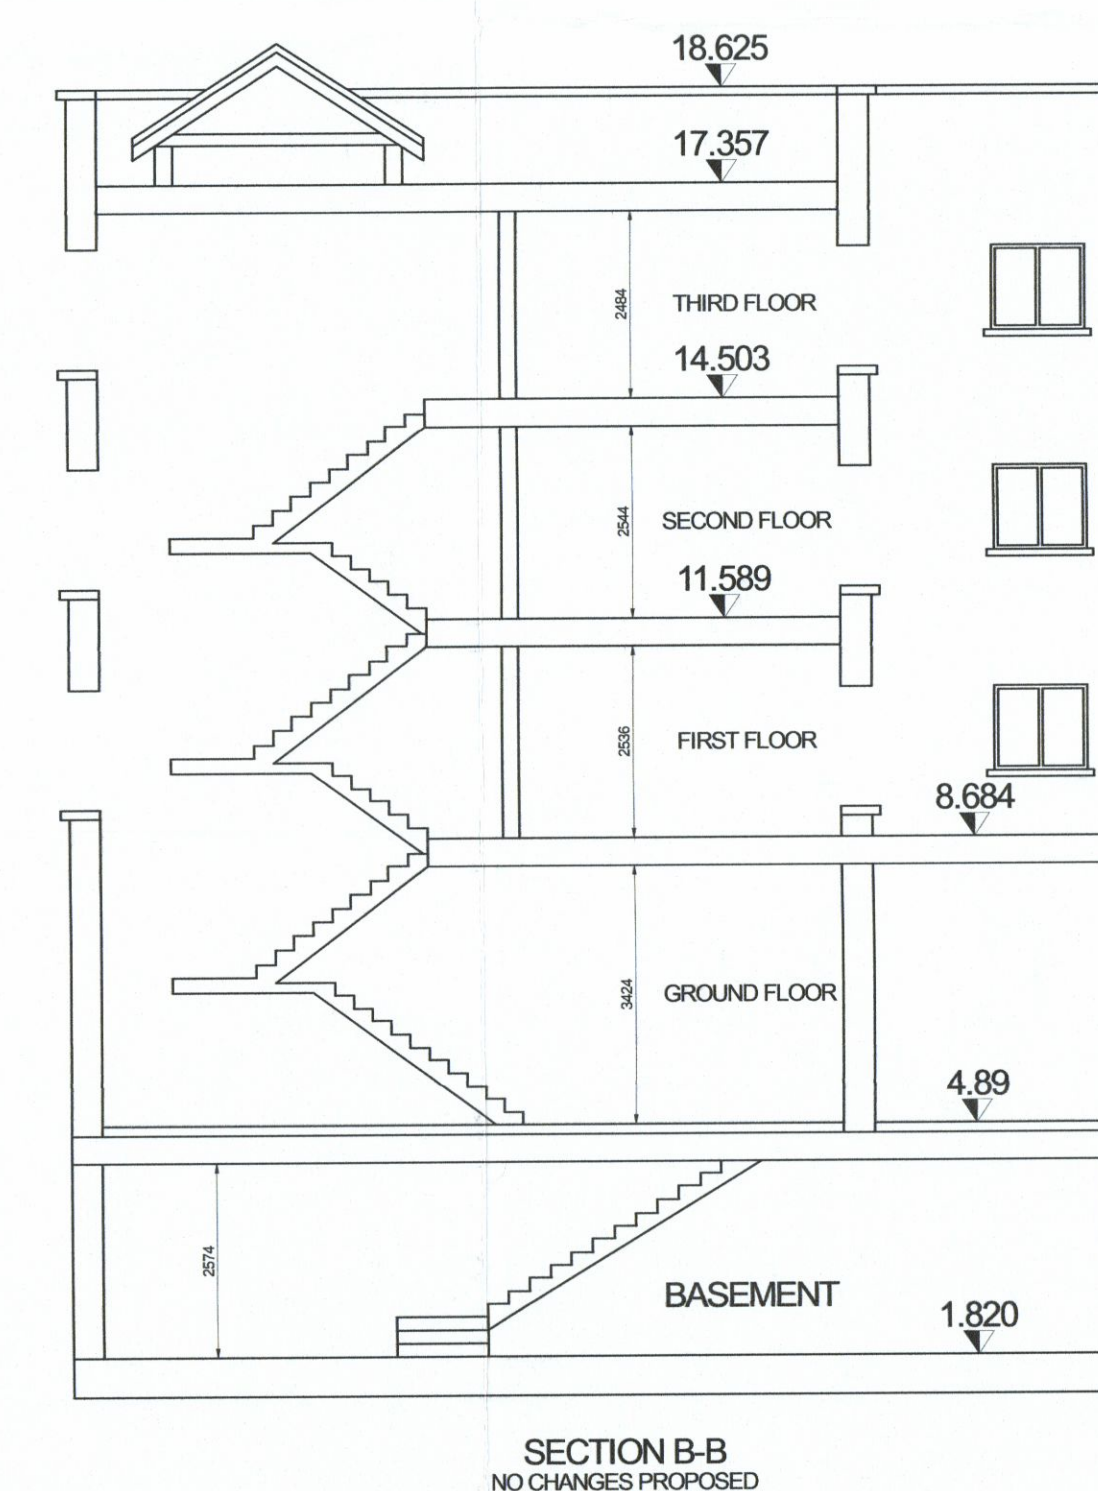 18.625
17.357
2484
THIRD FLOOR
14.503
2544
SECOND FLOOR
11.589
2536
FIRST FLOOR
8.684
3424
GROUND FLOOR
4.89
2574
BASEMENT
1.820
SECTION B-B
NO CHANGES PROPOSED